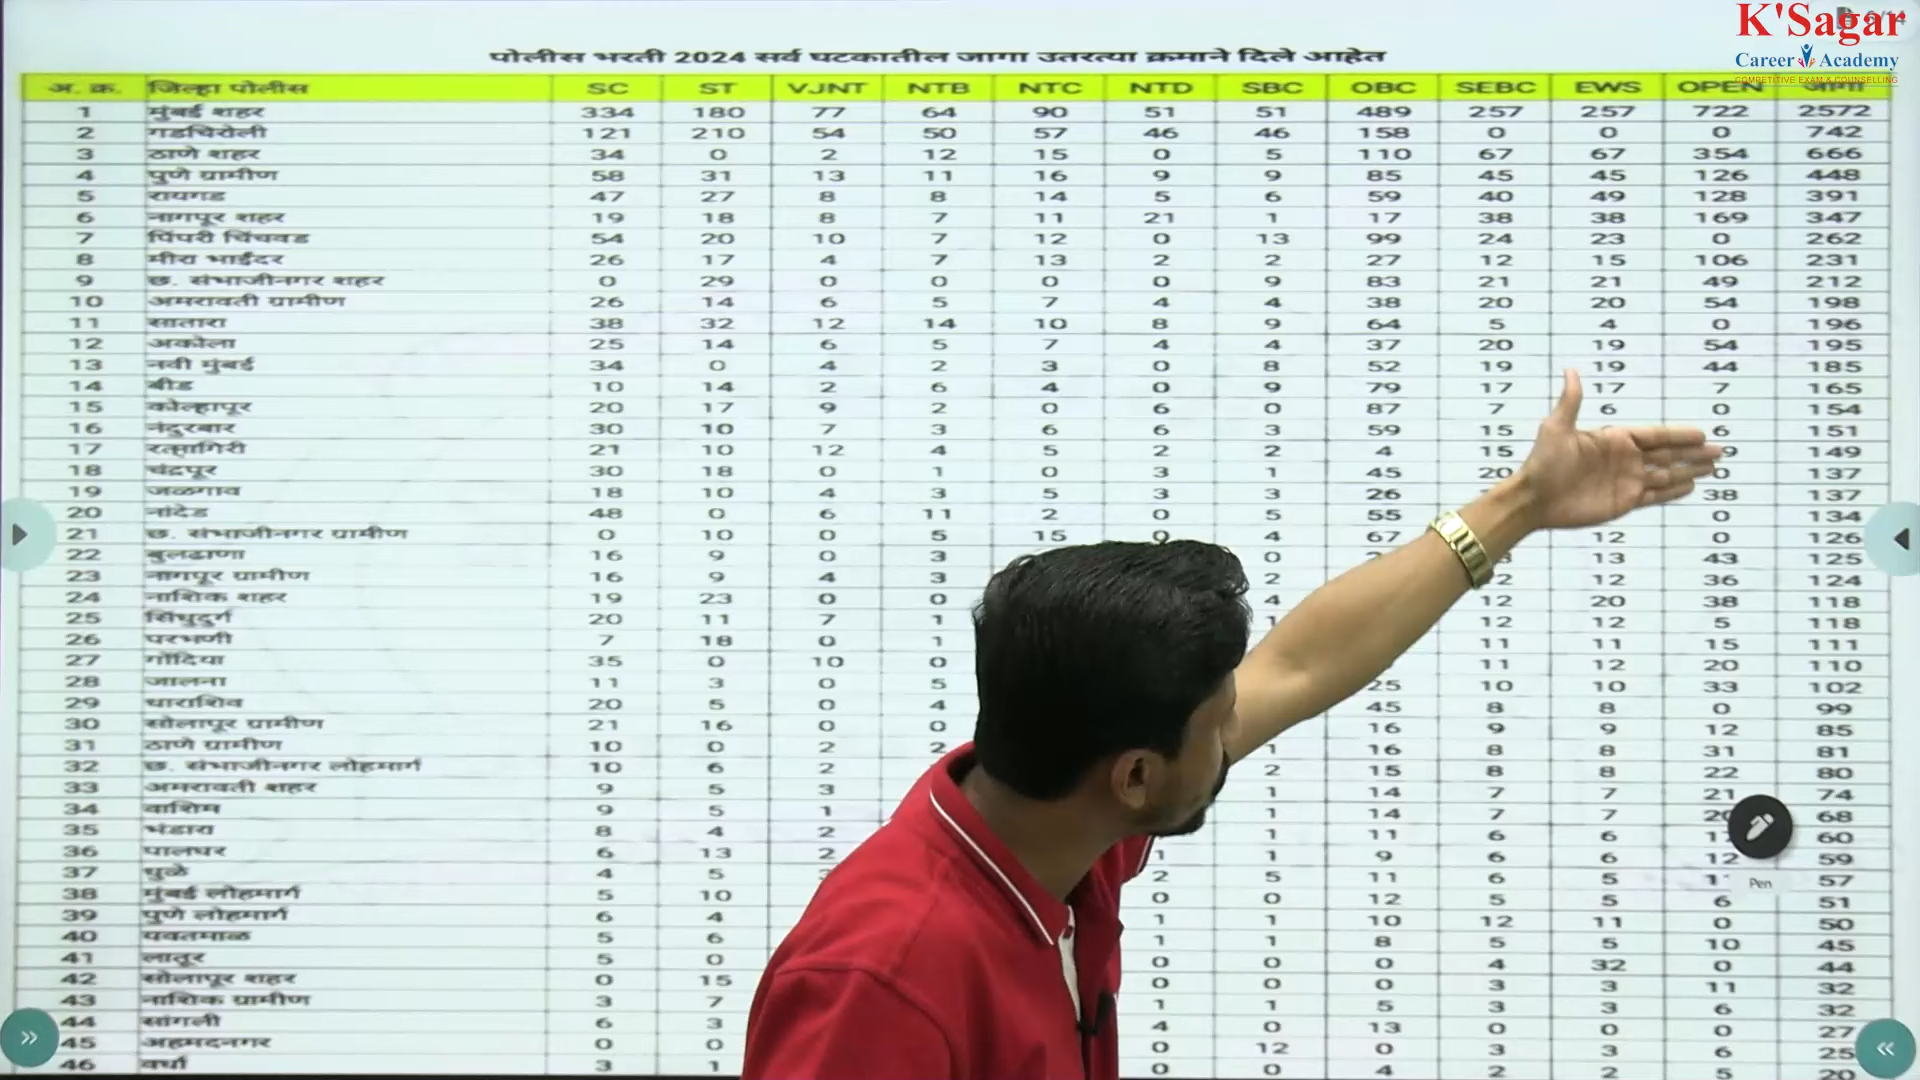 K'Sagar
Career Academy
COMPETITIVE EXAM & COUNSELLING
पोलीस भरती 2024 सर्व घटकातील जागा उतरत्या क्रमाने दिले आहेत
अ. क्र. जिल्हा पोलीस SC ST VJNT NTB NTC NTD SBC OBC SEBC EWS OPEN जागा
1 मुंबई शहर 334 180 77 64 90 51 51 489 257 257 722 2572
2 गडचिरोली 121 210 54 50 57 46 46 158 0 0 0 742
3 ठाणे शहर 34 0 2 12 15 0 5 110 67 67 354 666
4 पुणे ग्रामीण 58 31 13 11 16 9 9 85 45 45 126 448
5 रायगड 47 27 8 8 14 5 6 59 40 49 128 391
6 नागपूर शहर 19 18 8 7 11 21 1 17 38 38 169 347
7 पिंपरी चिंचवड 54 20 10 7 12 0 13 99 24 23 0 262
8 मीरा भाईंदर 26 17 4 7 13 2 2 27 12 15 106 231
9 छ. संभाजीनगर शहर 0 29 0 0 0 0 9 83 21 21 49 212
10 अमरावती ग्रामीण 26 14 6 5 7 4 4 38 20 20 54 198
11 सातारा 38 32 12 14 10 8 9 64 5 4 0 196
12 अकोला 25 14 6 5 7 4 4 37 20 19 54 195
13 नवी मुंबई 34 0 4 2 3 0 8 52 19 19 44 185
14 बीड 10 14 2 6 4 0 9 79 17 17 7 165
15 कोल्हापूर 20 17 9 2 0 6 0 87 7 6 0 154
16 नंदुरबार 30 10 7 3 6 6 3 59 15 6 151
17 रत्नागिरी 21 10 12 4 5 2 2 4 15 149
18 चंद्रपूर 30 18 0 1 0 3 1 45 20 0 137
19 जळगाव 18 10 4 3 5 3 3 26 38 137
20 नांदेड 48 0 6 11 2 0 5 55 0 134
21 छ. संभाजीनगर ग्रामीण 0 10 0 5 15 0 4 67 12 0 126
22 बुलढाणा 16 9 0 3 0 13 43 125
23 नागपूर ग्रामीण 16 9 4 3 2 12 36 124
24 नाशिक शहर 19 23 0 0 4 12 20 38 118
25 सिंधुदुर्ग 20 11 7 1 12 12 5 118
26 परभणी 7 18 0 1 11 11 15 111
27 गोंदिया 35 0 10 0 11 12 20 110
28 जालना 11 3 0 5 25 10 10 33 102
29 धाराशिव 20 5 0 4 45 8 8 0 99
30 सोलापूर ग्रामीण 21 16 0 0 16 9 9 12 85
31 ठाणे ग्रामीण 10 0 2 2 1 16 8 8 31 81
32 छ. संभाजीनगर लोहमार्ग 10 6 2 2 15 8 8 22 80
33 अमरावती शहर 9 5 3 1 14 7 7 21 74
34 वाशिम 9 5 1 1 14 7 7 68
35 भंडारा 8 4 2 1 11 6 6 60
36 पालघर 6 13 2 1 1 9 6 6 12 59
37 धुळे 4 5 2 5 11 6 5 57
38 मुंबई लोहमार्ग 5 10 0 0 12 5 5 6 51
39 पुणे लोहमार्ग 6 4 1 1 10 12 11 0 50
40 यवतमाळ 5 6 1 1 8 5 5 10 45
41 लातूर 5 0 0 0 0 4 32 0 44
42 सोलापूर शहर 0 15 0 0 0 3 3 11 32
43 नाशिक ग्रामीण 3 7 1 1 5 3 3 6 32
44 सांगली 6 3 4 0 13 0 0 0 27
45 अहमदनगर 0 0 0 12 0 3 3 6 25
46 वर्धा 3 1 0 0 4 2 2 5 20
Pen